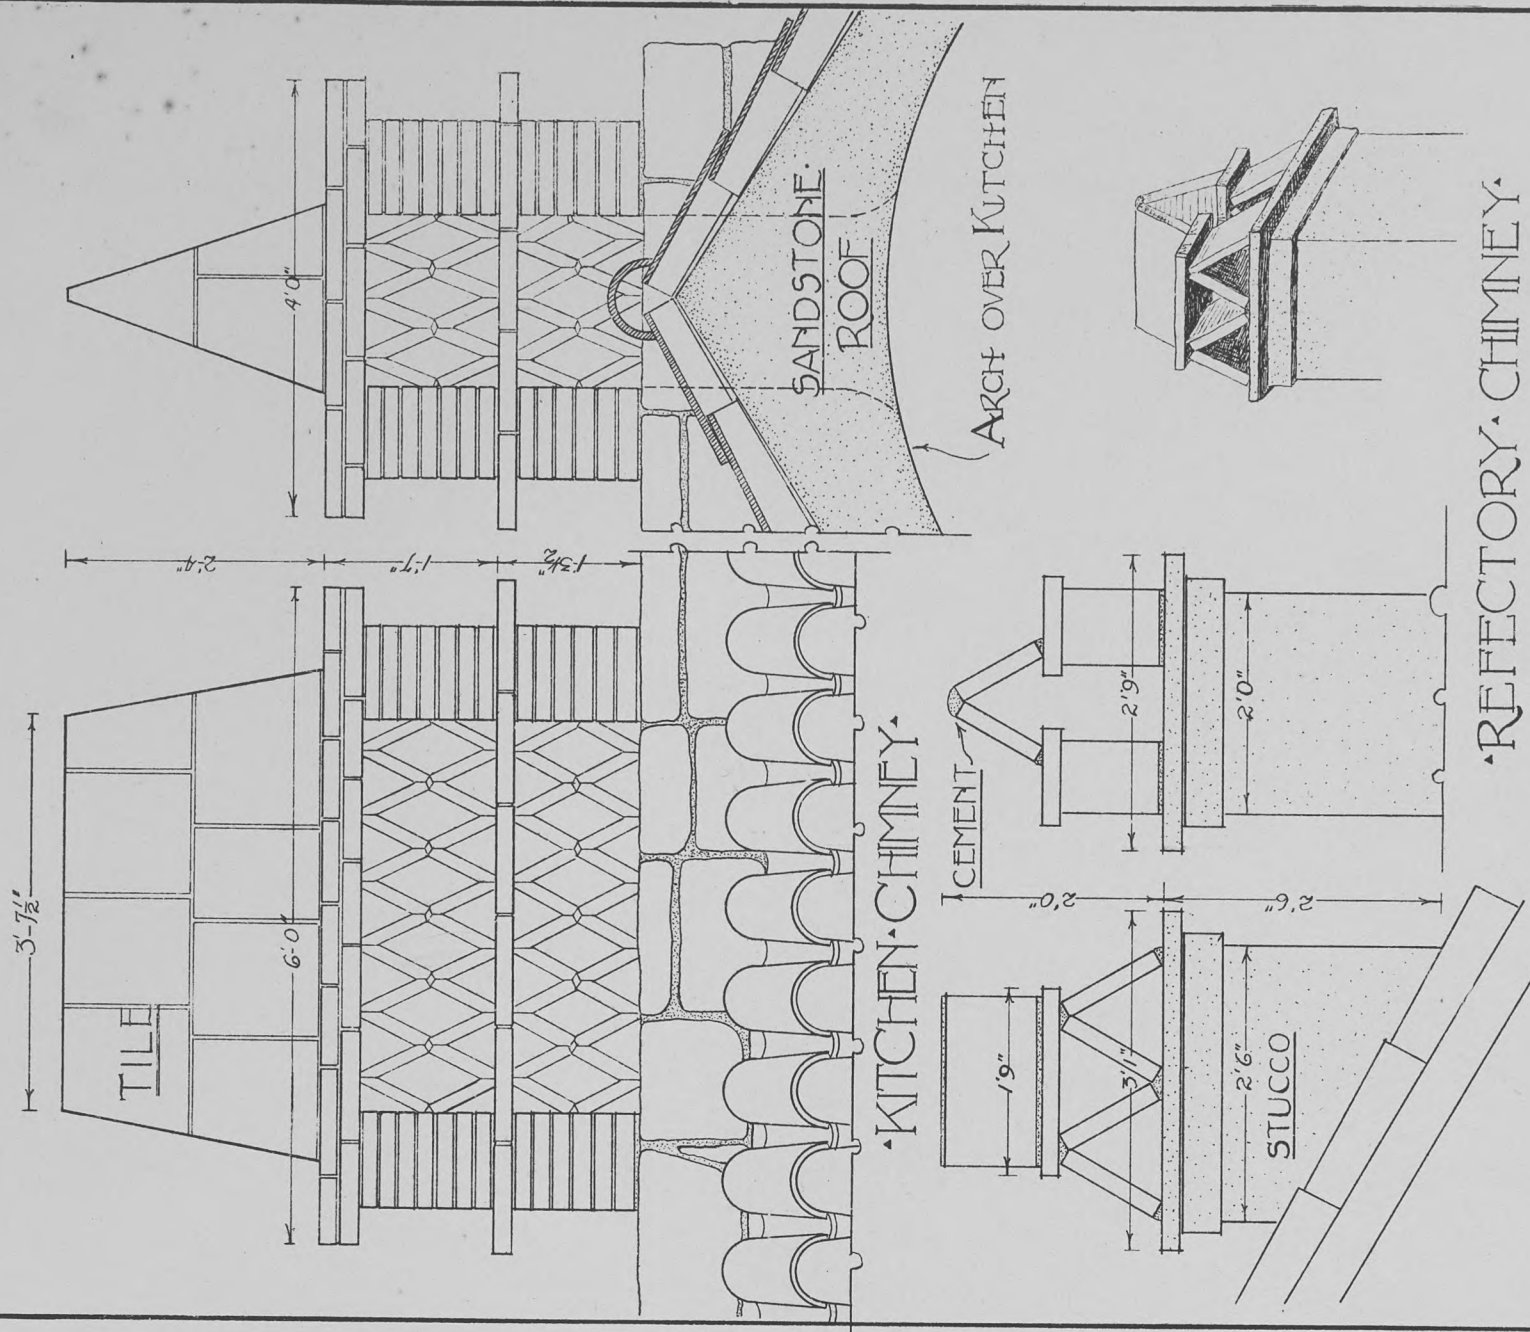 3'-7½"
TILE
6'-0"
2'-4"
1'-7"
1'-3½"
4'-0"
SANDSTONE·
ROOF
ARCH OVER KITCHEN
·KITCHEN·CHIMNEY·
1'9"
3'1"
2'6"
STUCCO
2'0"
2'6"
CEMENT
2'9"
2'0"
·REFECTORY·CHIMNEY·